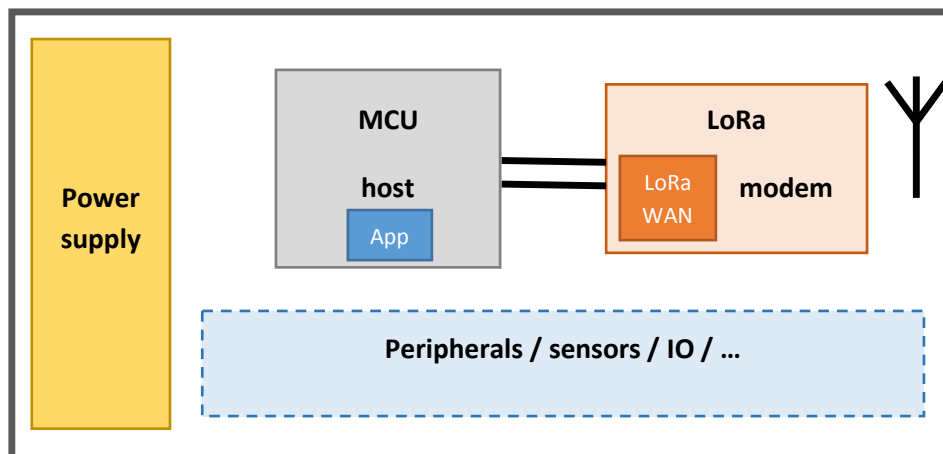 Power
supply
MCU
host
App
LoRa
modem
LoRa
WAN
Peripherals / sensors / IO / …